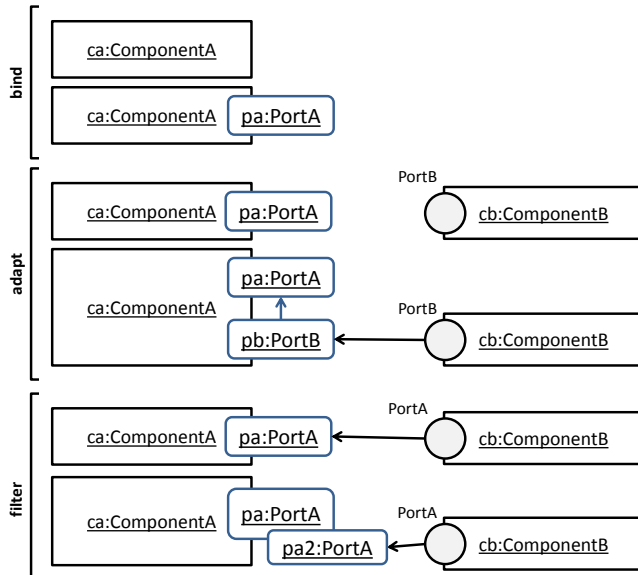 bind
ca:ComponentA
ca:ComponentA
pa:PortA
adapt
ca:ComponentA
pa:PortA
PortB
cb:ComponentB
ca:ComponentA
pa:PortA
pb:PortB
PortB
cb:ComponentB
filter
ca:ComponentA
pa:PortA
PortA
cb:ComponentB
ca:ComponentA
pa:PortA
pa2:PortA
PortA
cb:ComponentB